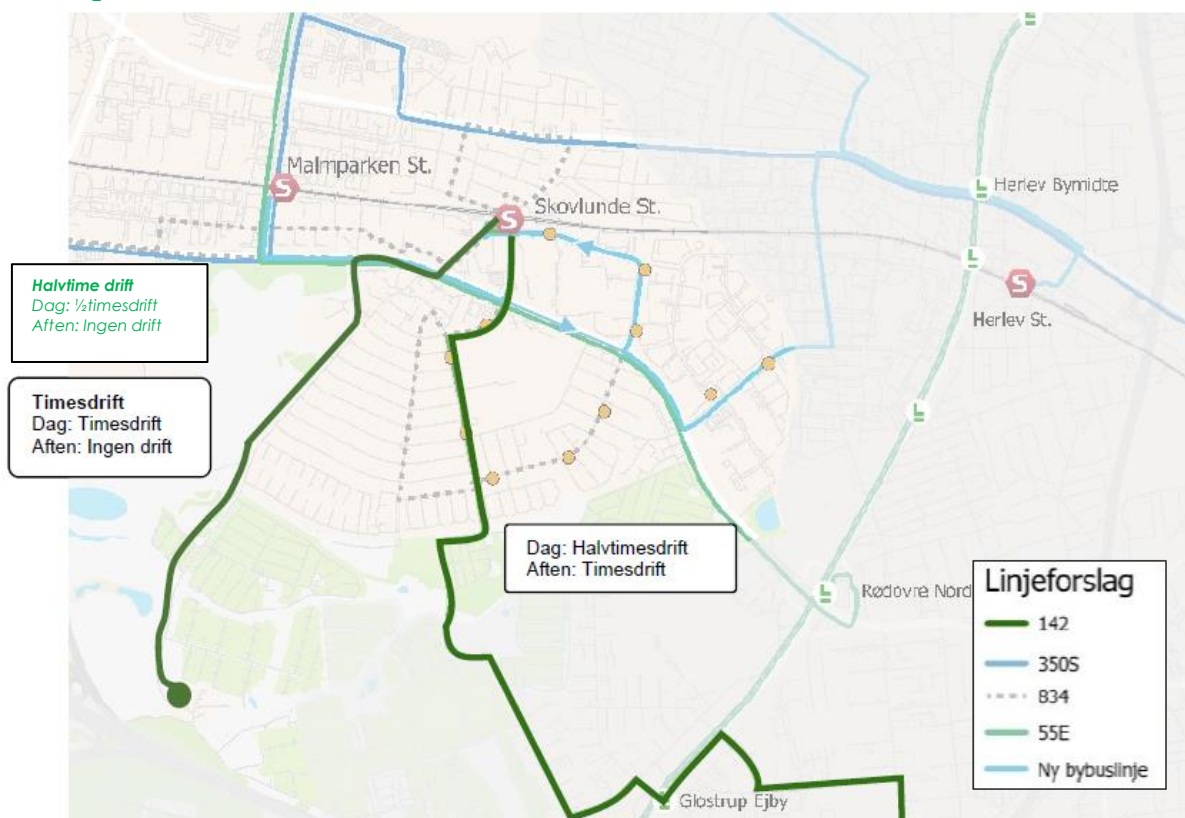 Malmparken St.
Skovlunde St.
Herlev Bymidte
Herlev St.
Halvtime drift
Dag: ½timesdrift
Aften: Ingen drift
Timesdrift
Dag: Timesdrift
Aften: Ingen drift
Dag: Halvtimesdrift
Aften: Timesdrift
Rødovre Nord
Glostrup Ejby
Linjeforslag
142
350S
834
55E
Ny bybuslinje